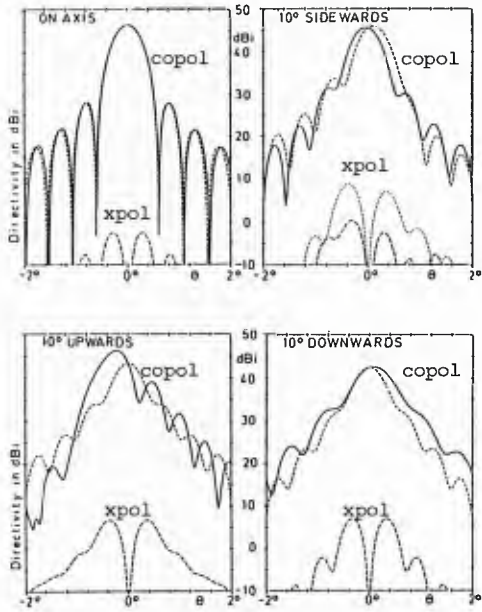 ON AXIS
copol
xpol
Directivity in dBi
-2°
0°
θ
2°
50
dBi
40
30
20
10
0
-10
10° SIDEWARDS
copol
xpol
-2°
0°
θ
2°
10° UPWARDS
copol
xpol
Directivity in dBi
-2°
0°
θ
2°
50
dBi
40
30
20
10
0
-10
10° DOWNWARDS
copol
xpol
-2°
0°
θ
2°